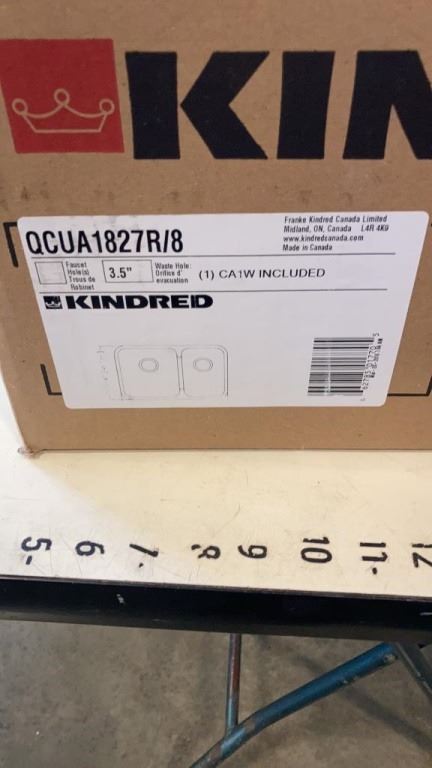 KIN
Franke Kindred Canada Limited
Midland, ON, Canada L4R 4K9
www.kindredcanada.com
Made in Canada
QCUA1827R/8
Faucet
Hole(s)
Trous de
Robinet
3.5"
Waste Hole:
Orifice d'
evacuation
(1) CA1W INCLUDED
KINDRED
5- 6 7- 8 9 10 11- 12